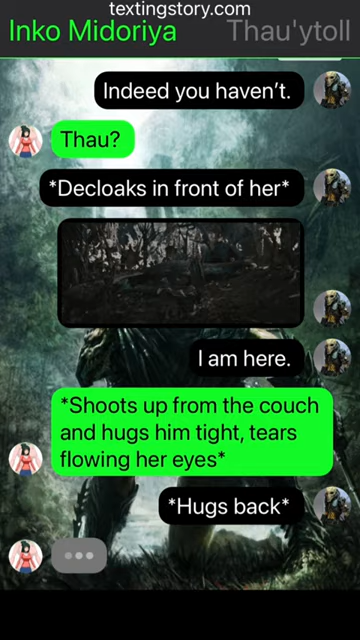 textingstory.com
Inko Midoriya Thau'ytoll
Indeed you haven't.
Thau?
*Decloaks in front of her*
I am here.
*Shoots up from the couch
and hugs him tight, tears
flowing her eyes*
*Hugs back*